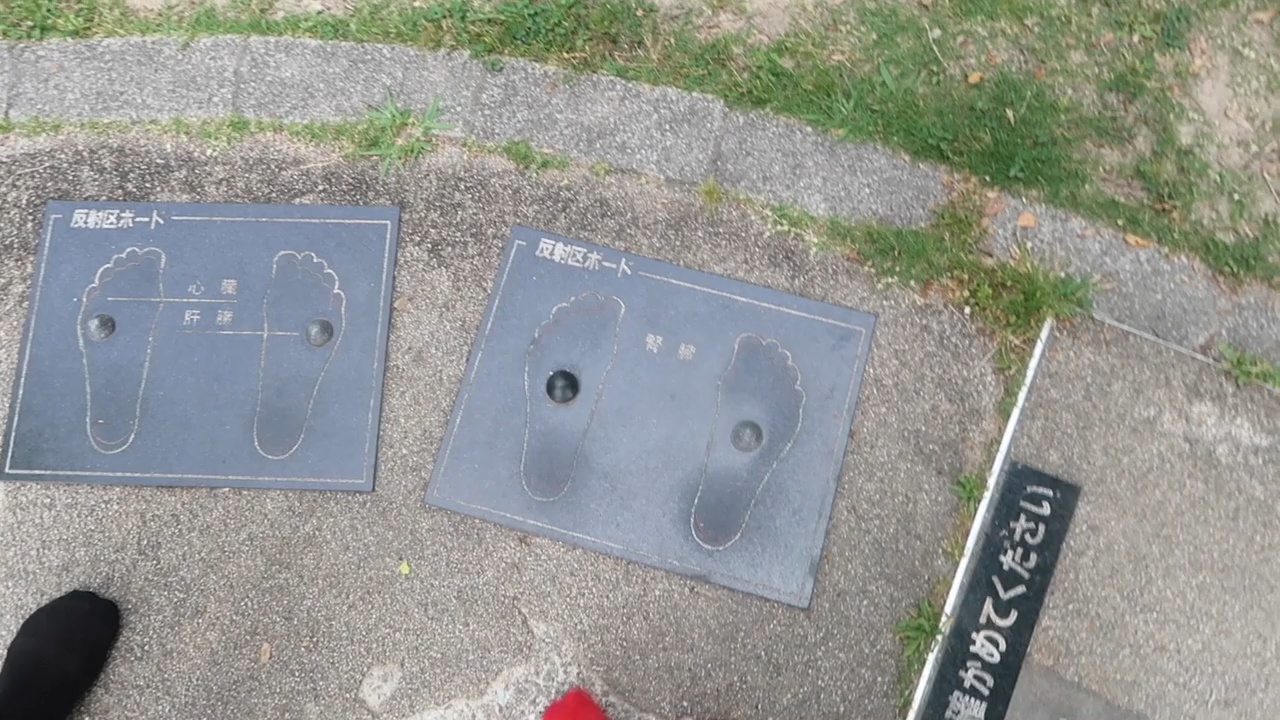 反射区ボード
心臓
肝臓
反射区ボード
腎臓
確かめてください